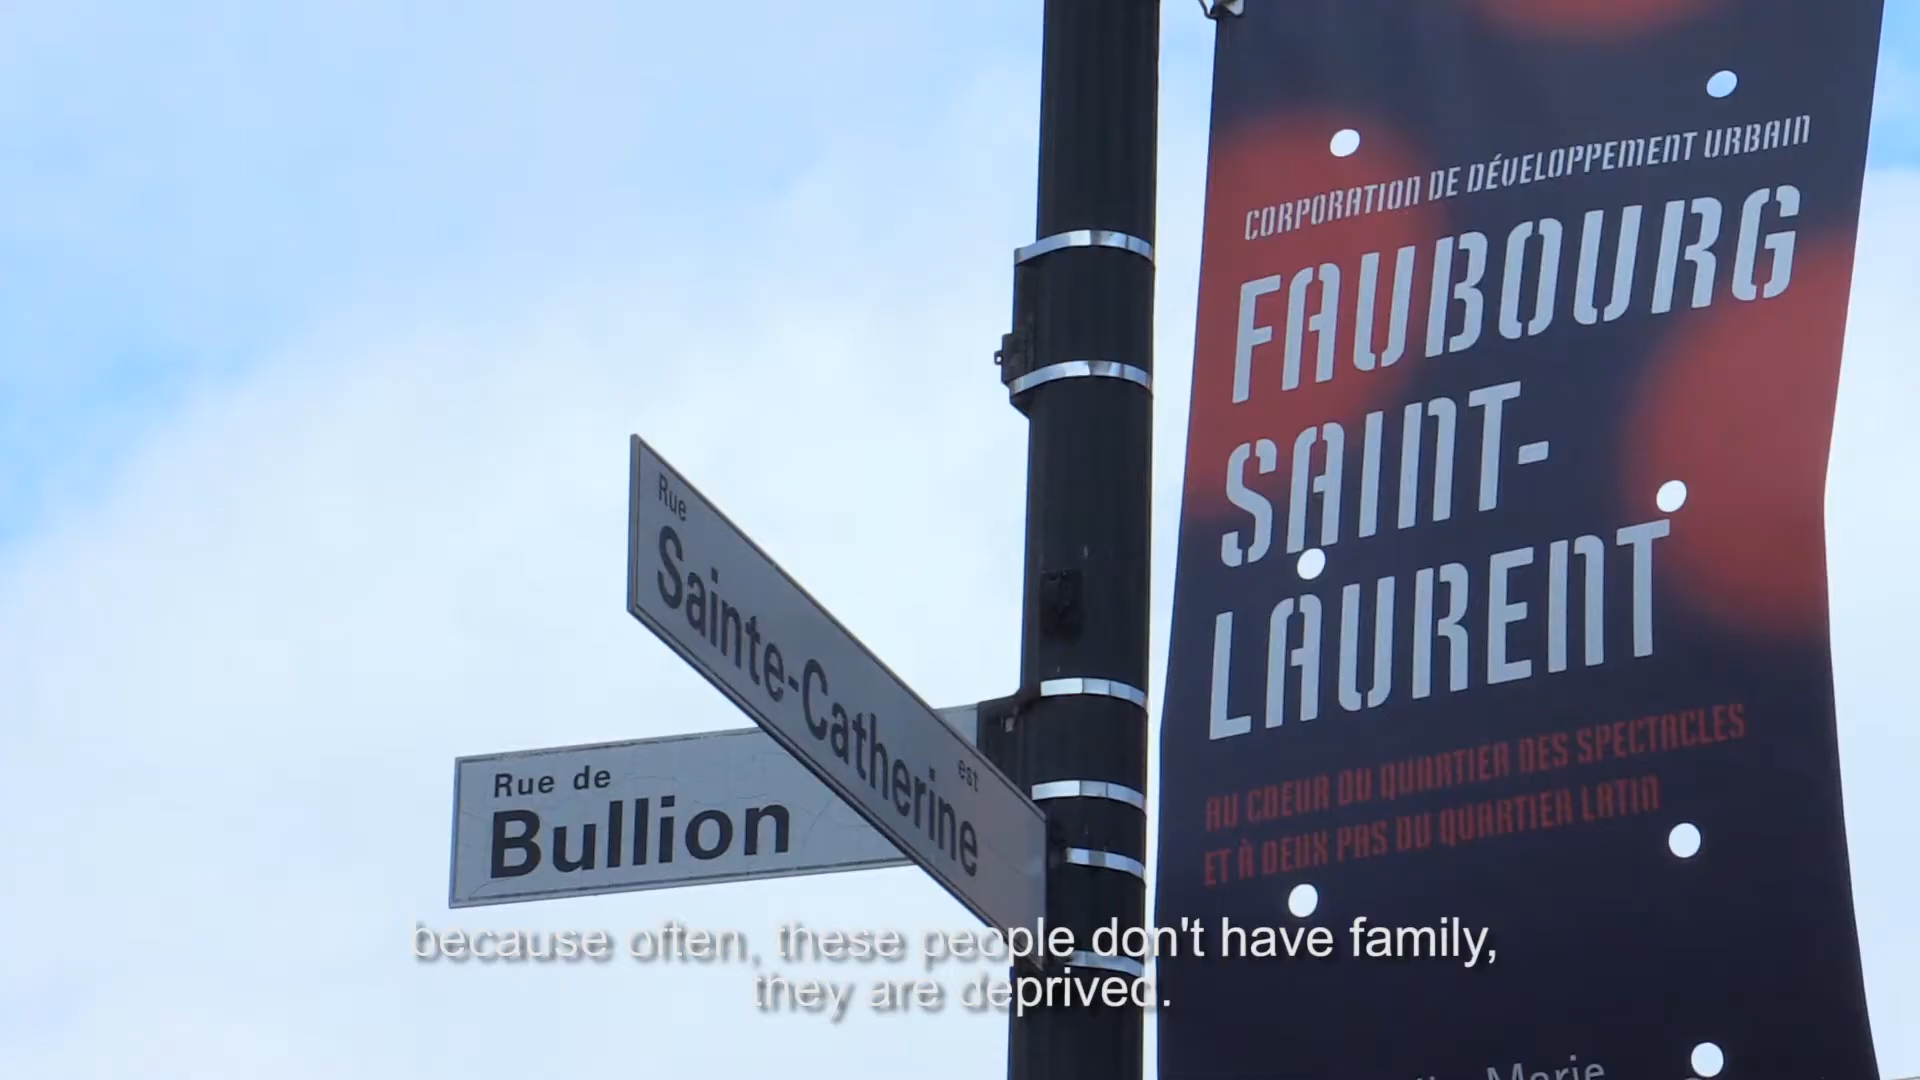 Rue
Sainte-Catherine
est
Rue de
Bullion
CORPORATION DE DÉVELOPPEMENT URBAIN
FAUBOURG
SAINT-
LAURENT
AU COEUR DU QUARTIER DES SPECTACLES
ET À DEUX PAS DU QUARTIER LATIN
Marie
because often, these people don't have family,
they are deprived.